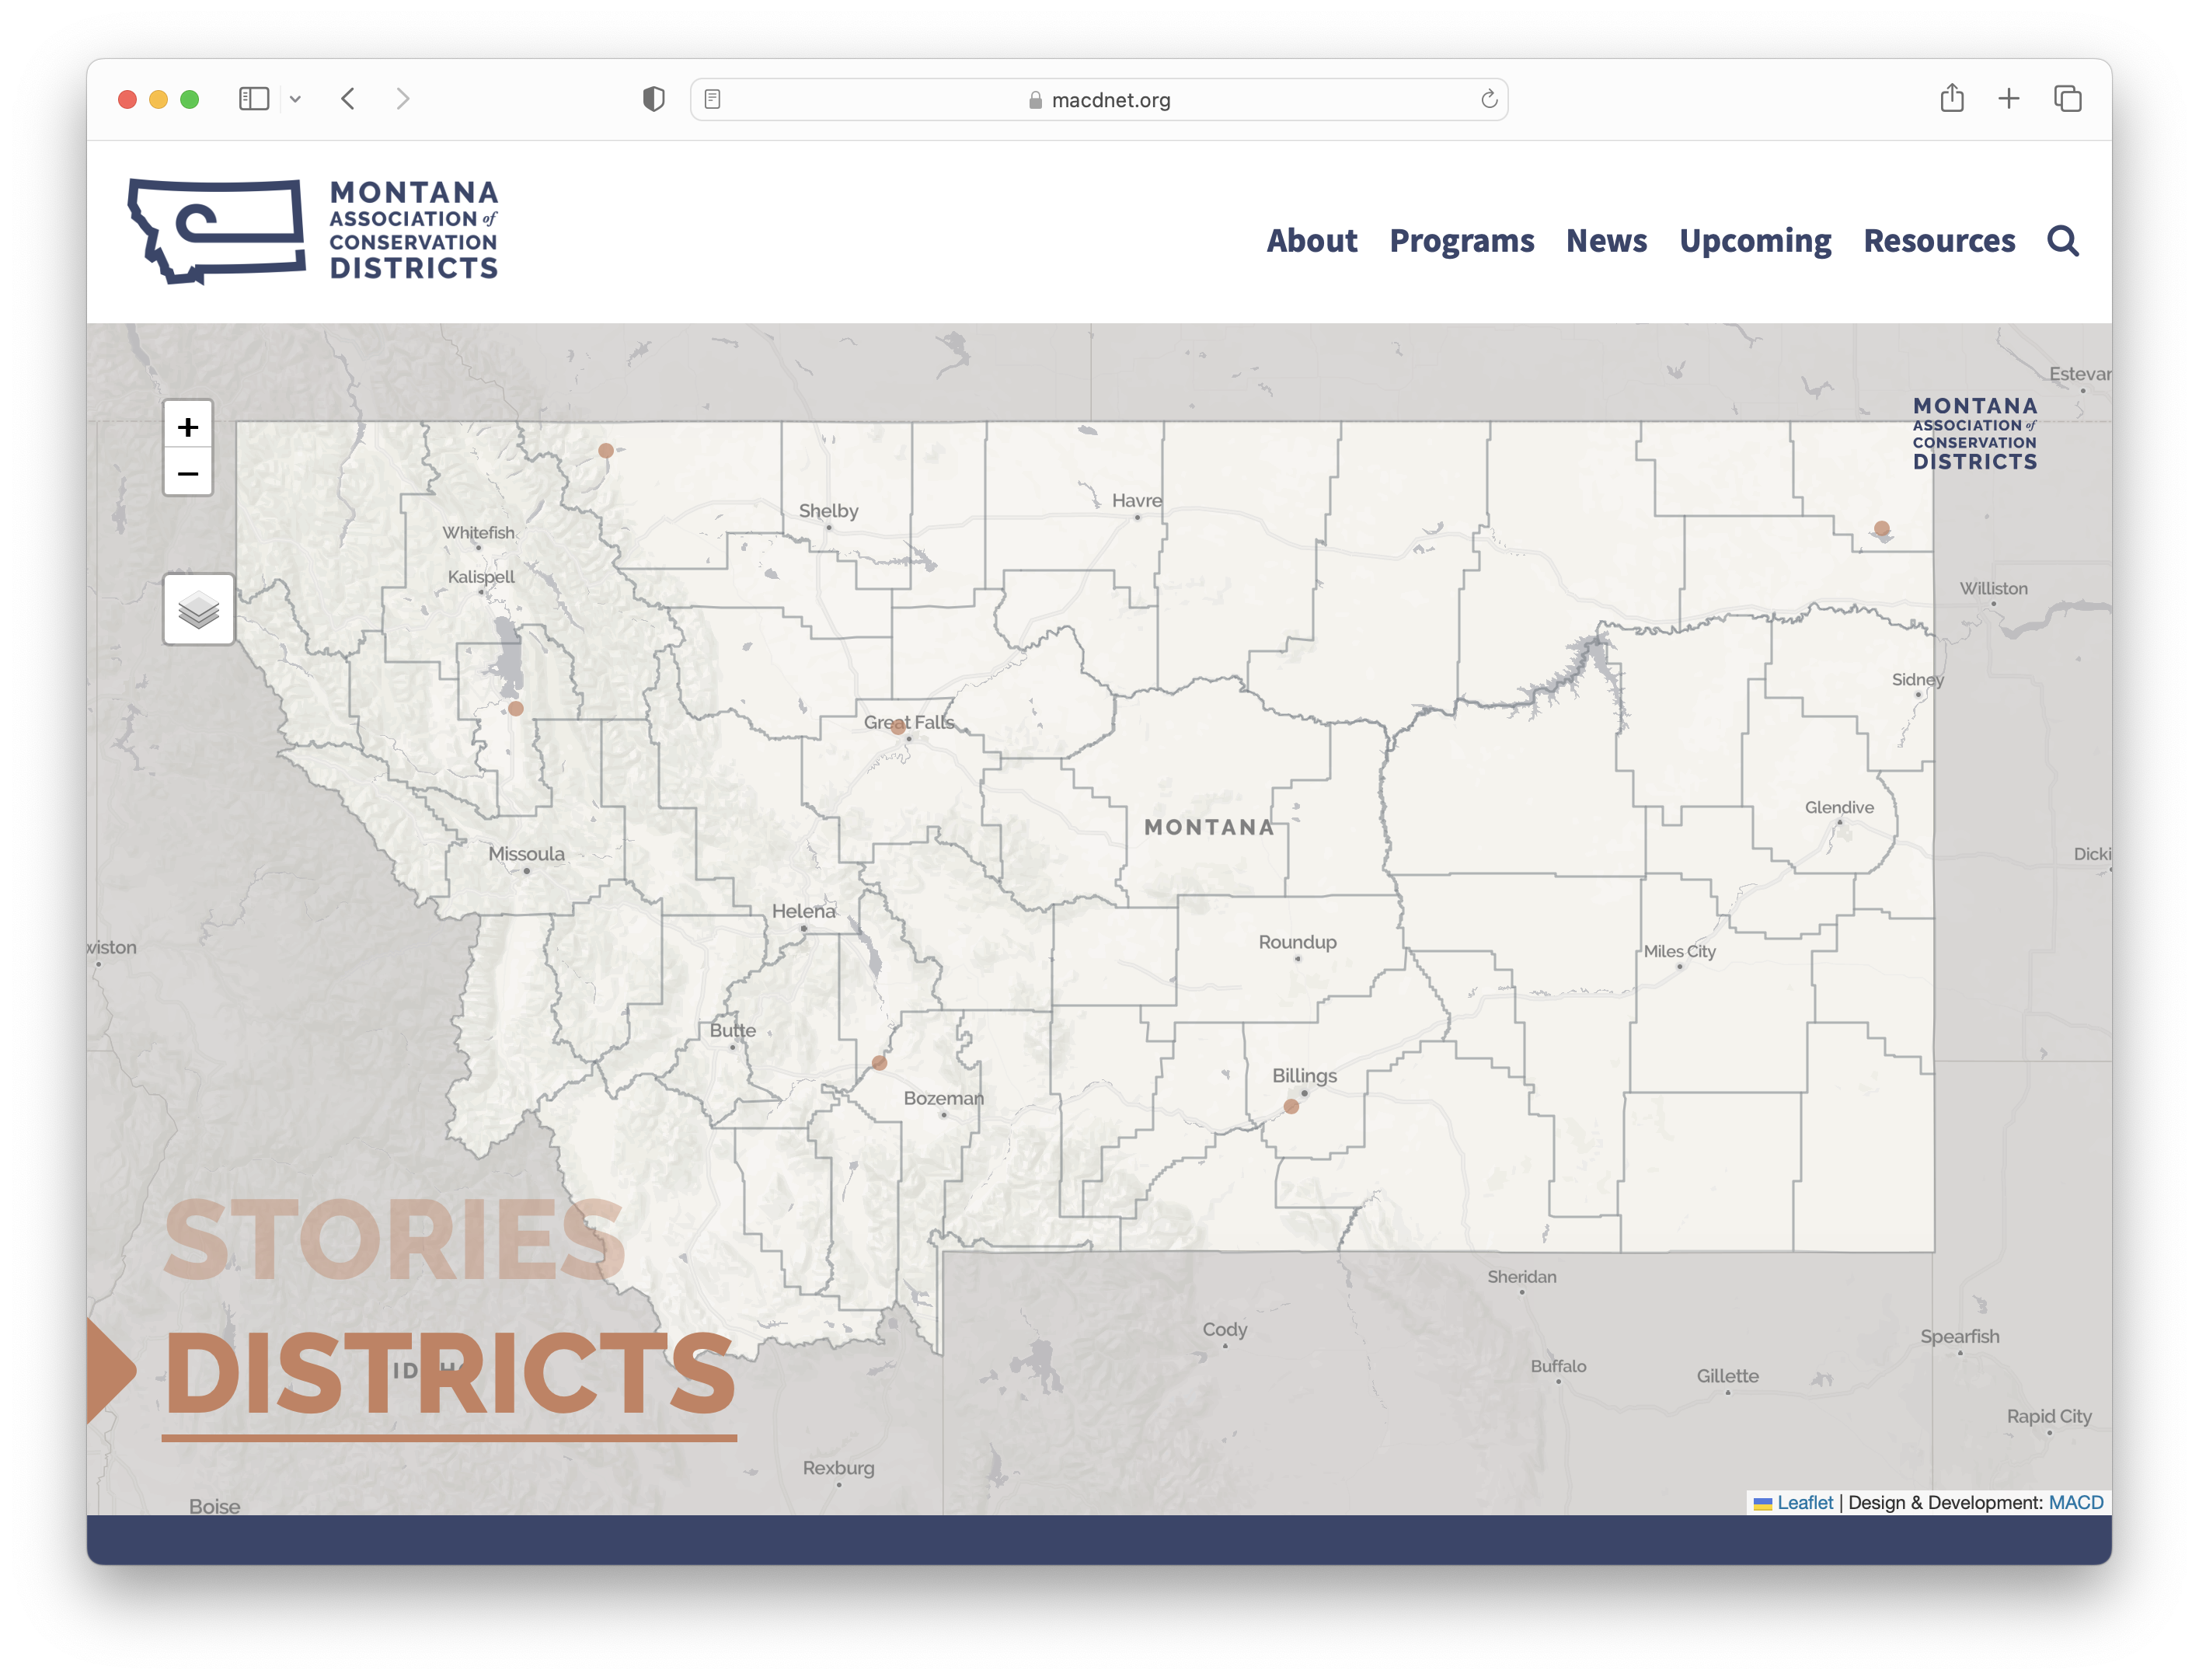 macdnet.org
MONTANA
ASSOCIATION of
CONSERVATION
DISTRICTS
About Programs News Upcoming Resources
+
−
Estevan
MONTANA
ASSOCIATION of
CONSERVATION
DISTRICTS
Shelby
Havre
Whitefish
Kalispell
Williston
Sidney
Great Falls
Glendive
MONTANA
Missoula
Dicki
Helena
Roundup
wiston
Miles City
Butte
Billings
Bozeman
STORIES
Sheridan
Cody
Spearfish
DISTRICTS
IDAHO
Buffalo
Gillette
Rapid City
Rexburg
Boise
Leaflet | Design & Development: MACD